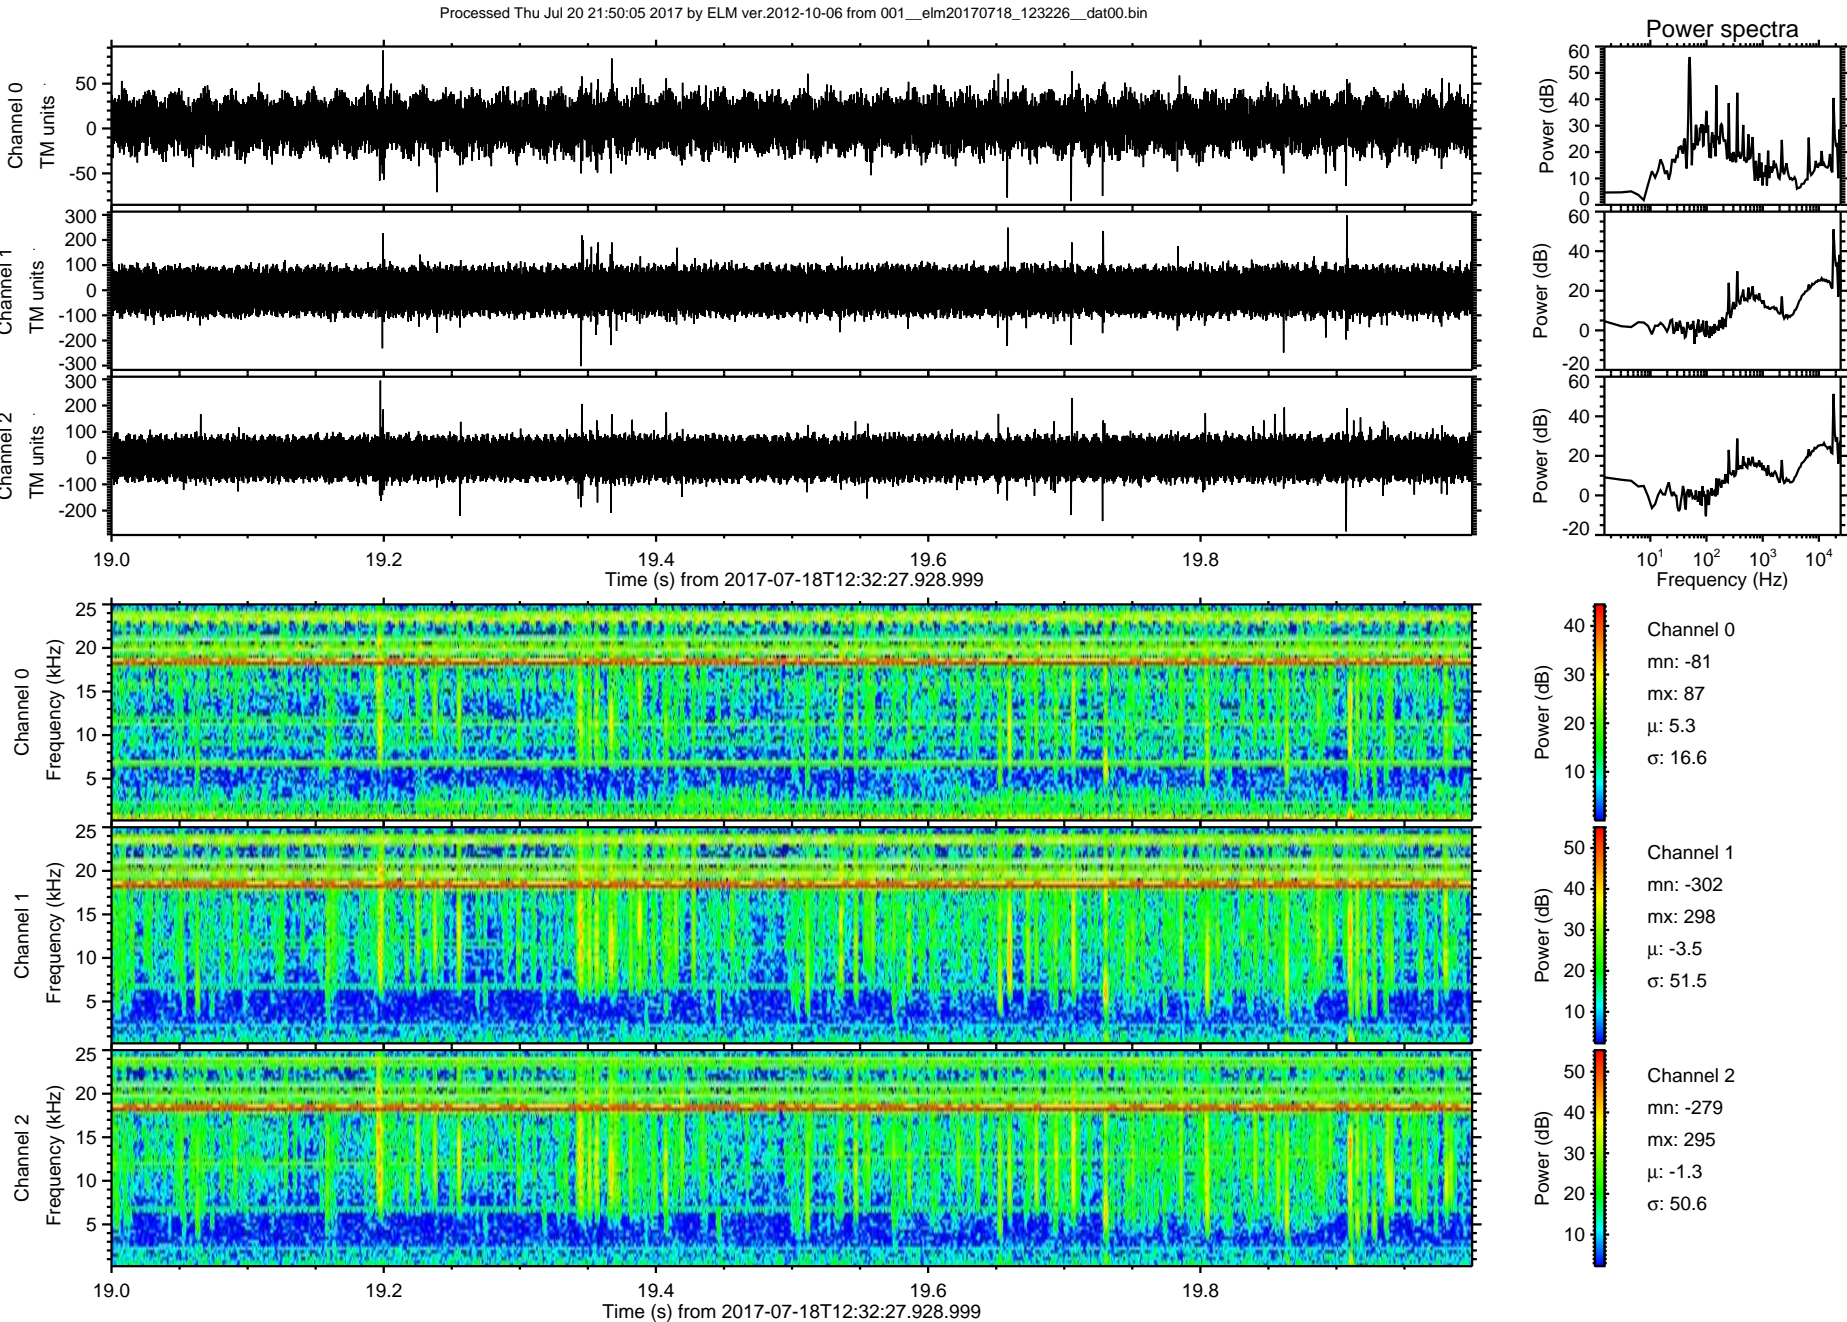 Processed Thu Jul 20 21:50:05 2017 by ELM ver.2012-10-06 from 001__elm20170718_123226__dat00.bin
Power spectra
Channel 0
TM units
50
0
-50
Power (dB)
60
50
40
30
20
10
0
Channel 1
TM units
300
200
100
0
-100
-200
-300
Power (dB)
60
40
20
0
-20
Channel 2
TM units
300
200
100
0
-100
-200
Power (dB)
60
40
20
0
-20
19.0 19.2 19.4 19.6 19.8
Time (s) from 2017-07-18T12:32:27.928.999
10¹ 10² 10³ 10⁴
Frequency (Hz)
Channel 0
Frequency (kHz)
25
20
15
10
5
Power (dB)
40
30
20
10
Channel 0
mn: -81
mx: 87
μ: 5.3
σ: 16.6
Channel 1
Frequency (kHz)
25
20
15
10
5
Power (dB)
50
40
30
20
10
Channel 1
mn: -302
mx: 298
μ: -3.5
σ: 51.5
Channel 2
Frequency (kHz)
25
20
15
10
5
Power (dB)
50
40
30
20
10
Channel 2
mn: -279
mx: 295
μ: -1.3
σ: 50.6
19.0 19.2 19.4 19.6 19.8
Time (s) from 2017-07-18T12:32:27.928.999